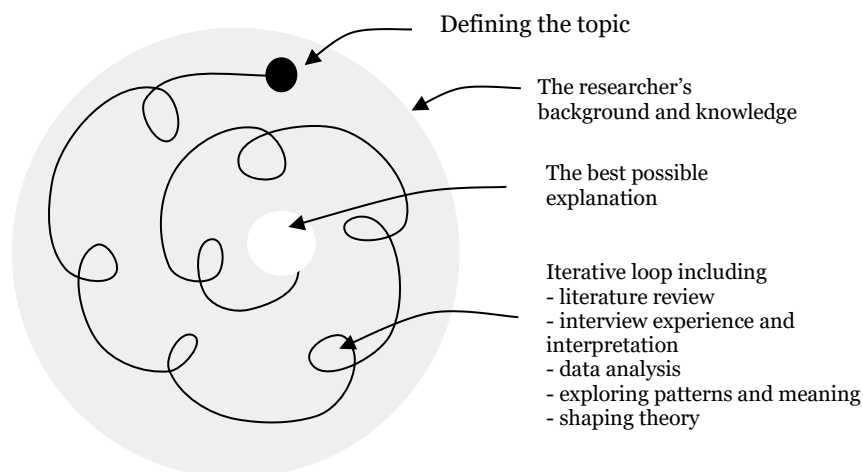 Defining the topic
The researcher’s
background and knowledge
The best possible
explanation
Iterative loop including
- literature review
- interview experience and
interpretation
- data analysis
- exploring patterns and meaning
- shaping theory